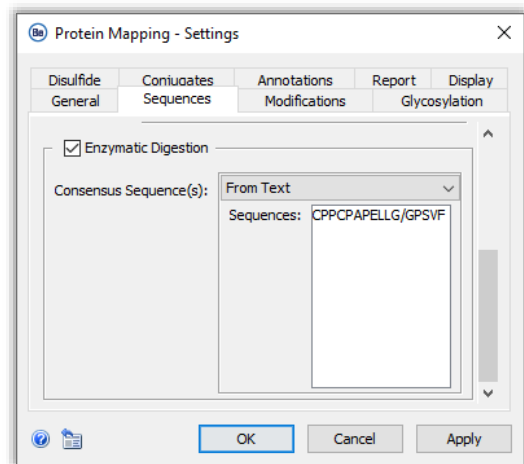 Be Protein Mapping - Settings
Disulfide Conjugates Annotations Report Display
General Sequences Modifications Glycosylation
Enzymatic Digestion
Consensus Sequence(s): From Text
Sequences: CPPCPAPELLG/GPSVF
OK Cancel Apply